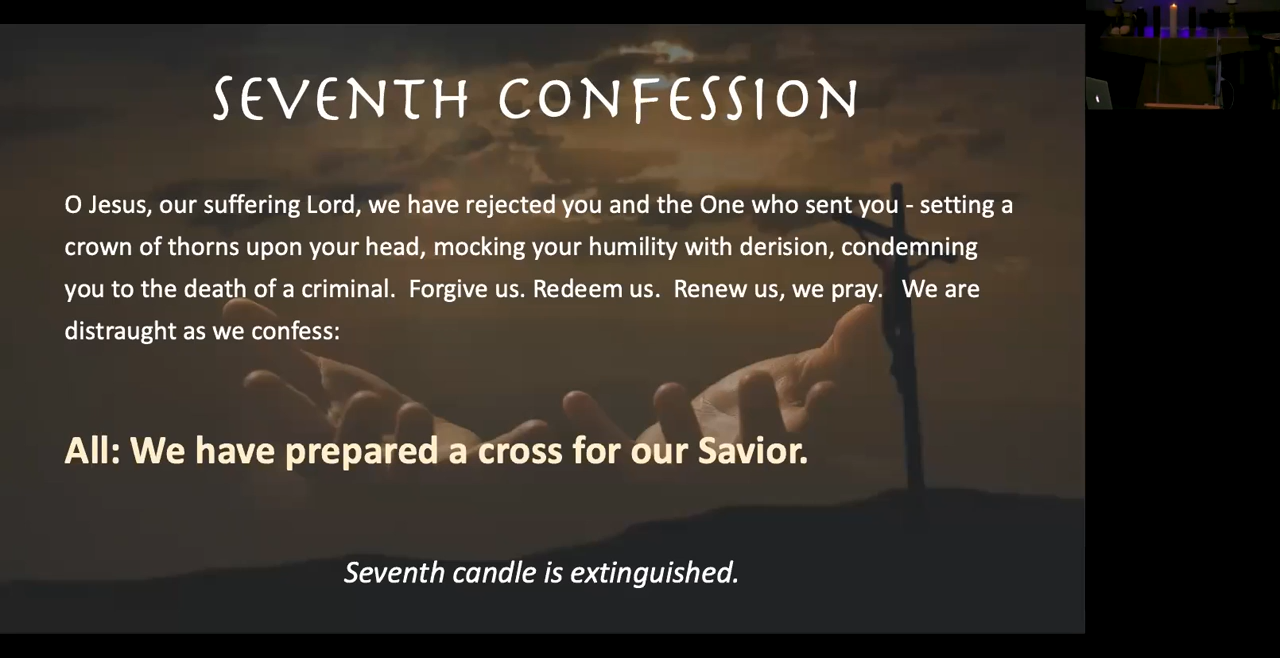 SEVENTH CONFESSION
O Jesus, our suffering Lord, we have rejected you and the One who sent you - setting a
crown of thorns upon your head, mocking your humility with derision, condemning
you to the death of a criminal.  Forgive us. Redeem us.  Renew us, we pray.   We are
distraught as we confess:
All: We have prepared a cross for our Savior.
Seventh candle is extinguished.